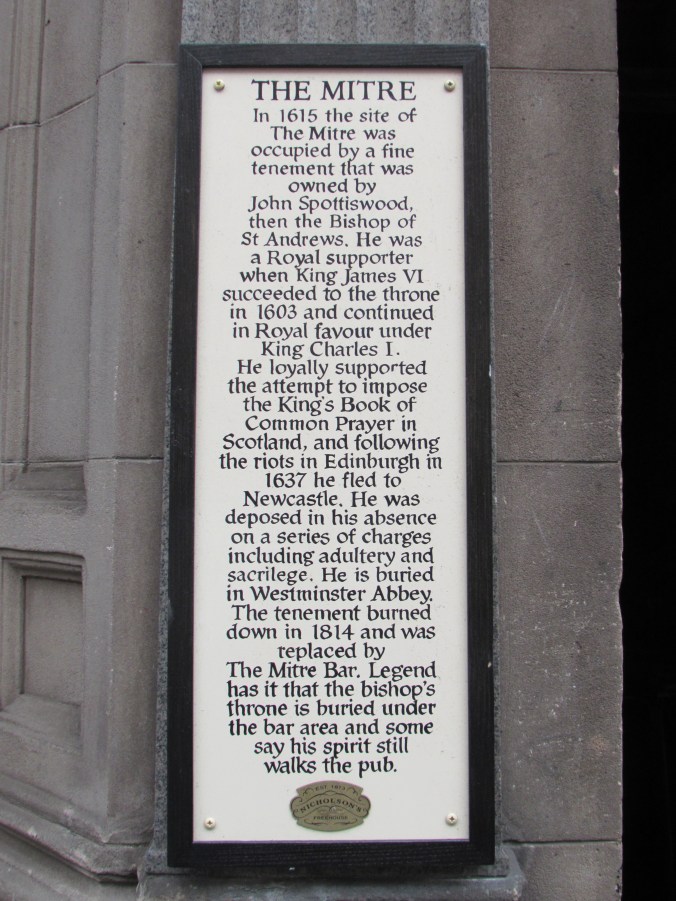 THE MITRE
In 1615 the site of
The Mitre was
occupied by a fine
tenement that was
owned by
John Spottiswood,
then the Bishop of
St Andrews. He was
a Royal supporter
when King James VI
succeeded to the throne
in 1603 and continued
in Royal favour under
King Charles I.
He loyally supported
the attempt to impose
the King's Book of
Common Prayer in
Scotland, and following
the riots in Edinburgh in
1637 he fled to
Newcastle. He was
deposed in his absence
on a series of charges
including adultery and
sacrilege. He is buried
in Westminster Abbey.
The tenement burned
down in 1814 and was
replaced by
The Mitre Bar. Legend
has it that the bishop's
throne is buried under
the bar area and some
say his spirit still
walks the pub.
EST 1873
NICHOLSON'S